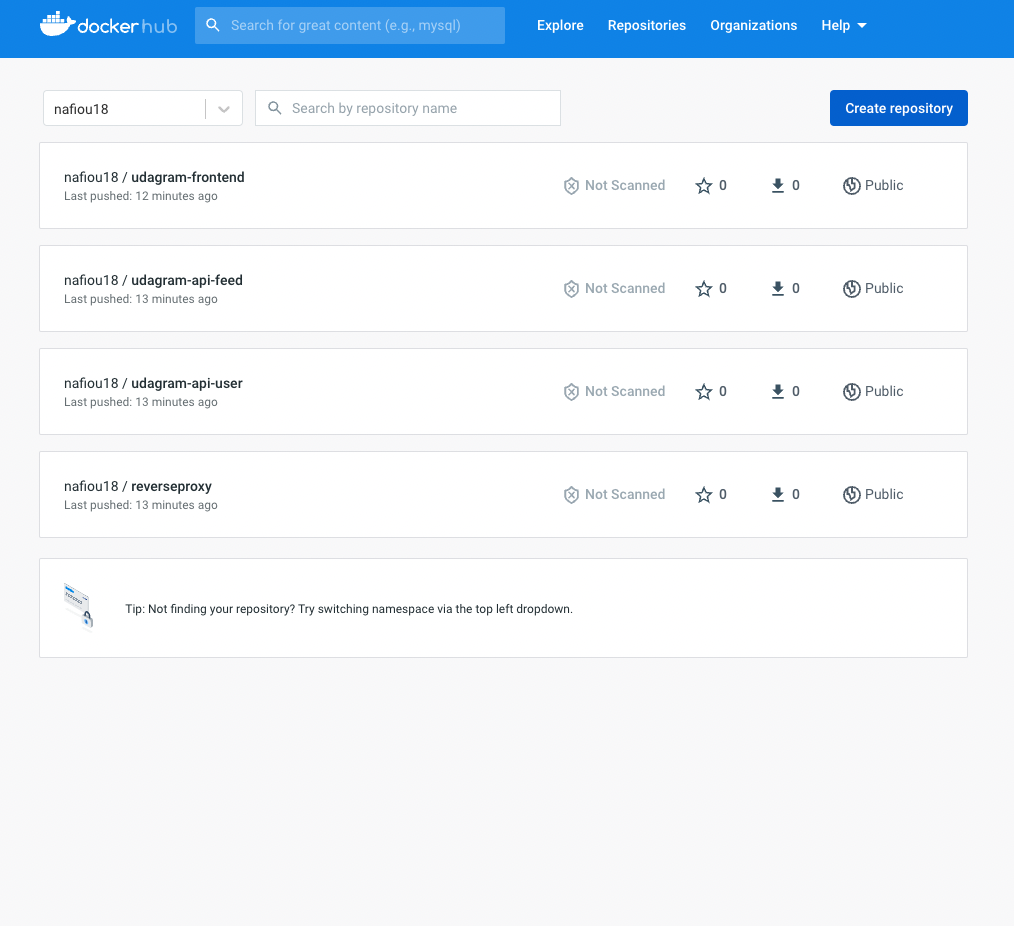 docker hub
Search for great content (e.g., mysql)
Explore
Repositories
Organizations
Help
nafiou18
Search by repository name
Create repository
nafiou18 / udagram-frontend
Last pushed: 12 minutes ago
Not Scanned
0
0
Public
nafiou18 / udagram-api-feed
Last pushed: 13 minutes ago
Not Scanned
0
0
Public
nafiou18 / udagram-api-user
Last pushed: 13 minutes ago
Not Scanned
0
0
Public
nafiou18 / reverseproxy
Last pushed: 13 minutes ago
Not Scanned
0
0
Public
Tip: Not finding your repository? Try switching namespace via the top left dropdown.